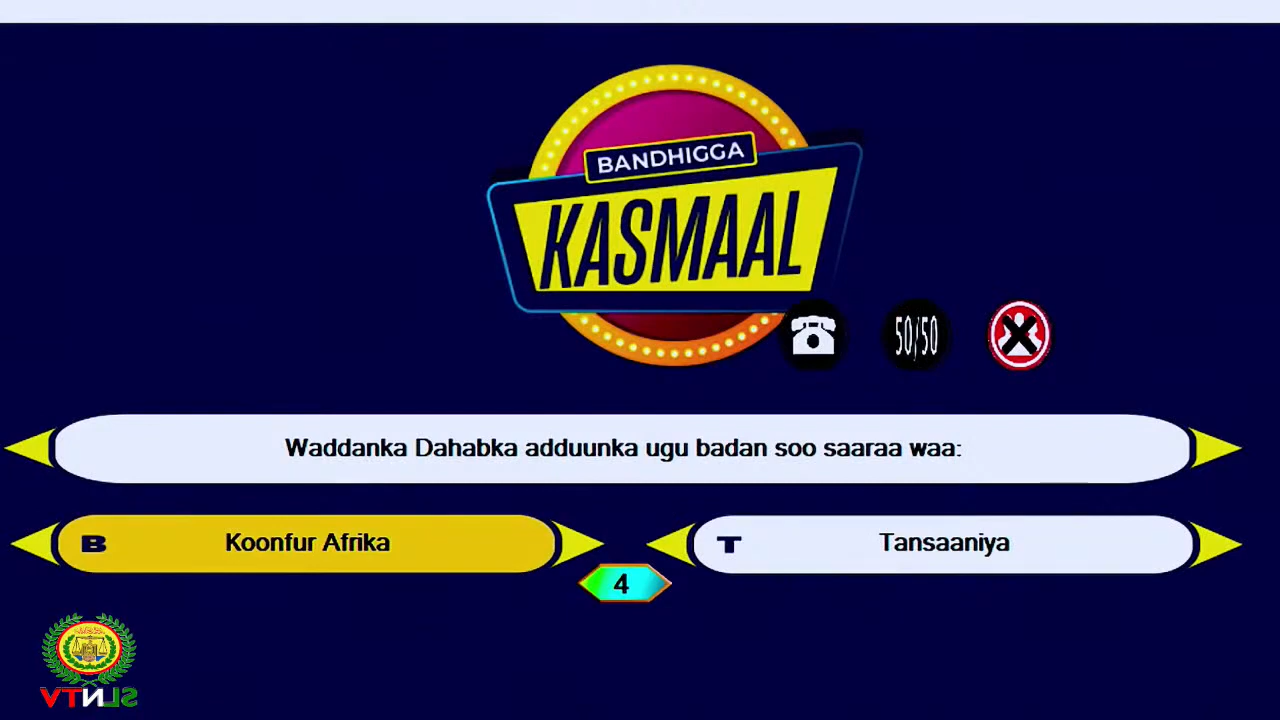 BANDHIGGA
KASMAAL
50/50
Waddanka Dahabka adduunka ugu badan soo saaraa waa:
B Koonfur Afrika
T Tansaaniya
4
SLNTV